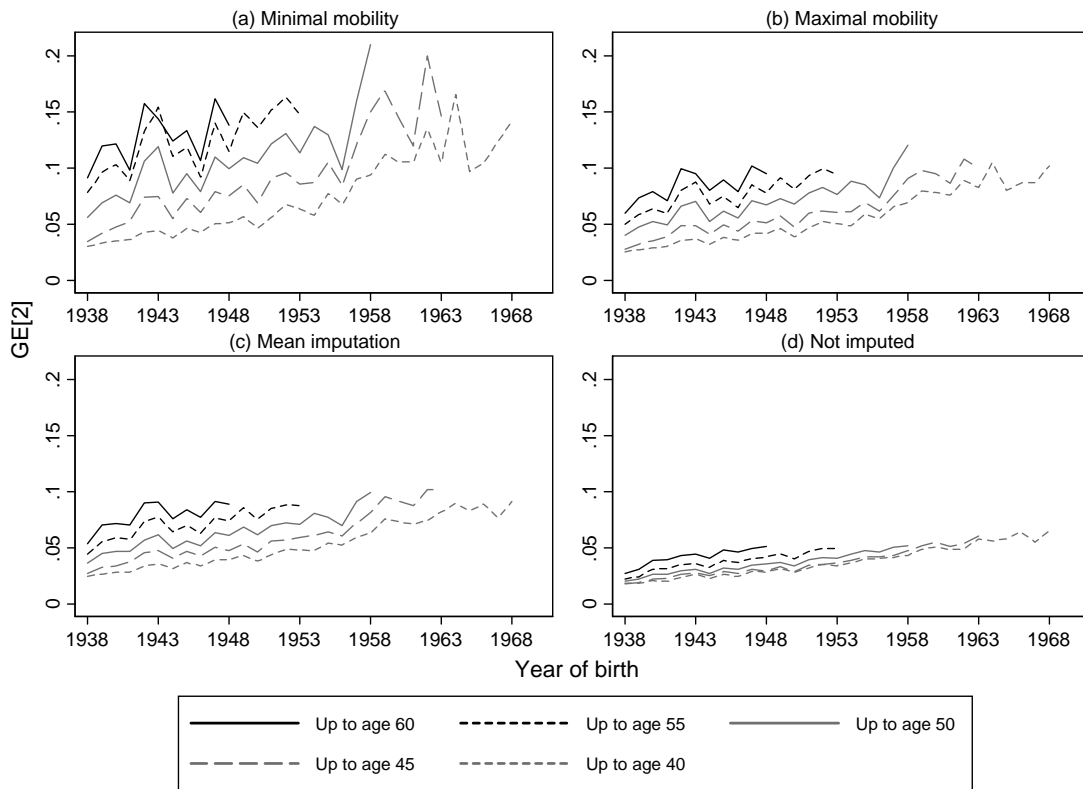 (a) Minimal mobility
(b) Maximal mobility
.2
.15
.1
.05
0
1938 1943 1948 1953 1958 1963 1968
.2
.15
.1
.05
0
1938 1943 1948 1953 1958 1963 1968
(c) Mean imputation
(d) Not imputed
.2
.15
.1
.05
0
1938 1943 1948 1953 1958 1963 1968
.2
.15
.1
.05
0
1938 1943 1948 1953 1958 1963 1968
GE[2]
Year of birth
Up to age 60 Up to age 55 Up to age 50
Up to age 45 Up to age 40